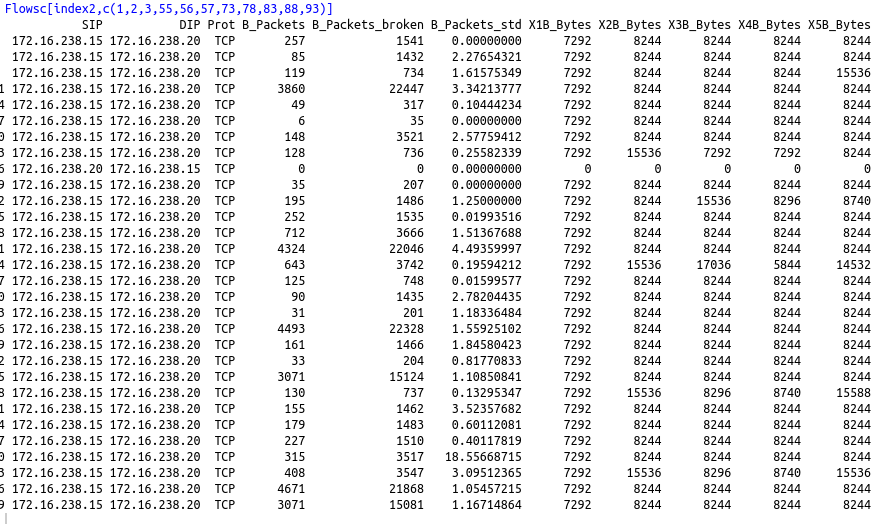 Flowsc[index2,c(1,2,3,55,56,57,73,78,83,88,93)]
SIP DIP Prot B_Packets B_Packets_broken B_Packets_std X1B_Bytes X2B_Bytes X3B_Bytes X4B_Bytes X5B_Bytes
172.16.238.15 172.16.238.20 TCP 257 1541 0.00000000 7292 8244 8244 8244 8244
172.16.238.15 172.16.238.20 TCP 85 1432 2.27654321 7292 8244 8244 8244 8244
172.16.238.15 172.16.238.20 TCP 119 734 1.61575349 7292 8244 8244 8244 15536
1 172.16.238.15 172.16.238.20 TCP 3860 22447 3.34213777 7292 8244 8244 8244 8244
4 172.16.238.15 172.16.238.20 TCP 49 317 0.10444234 7292 8244 8244 8244 8244
7 172.16.238.15 172.16.238.20 TCP 6 35 0.00000000 7292 8244 8244 8244 8244
0 172.16.238.15 172.16.238.20 TCP 148 3521 2.57759412 7292 8244 8244 8244 8244
3 172.16.238.15 172.16.238.20 TCP 128 736 0.25582339 7292 15536 7292 7292 8244
6 172.16.238.20 172.16.238.15 TCP 0 0 0.00000000 0 0 0 0 0
9 172.16.238.15 172.16.238.20 TCP 35 207 0.00000000 7292 8244 8244 8244 8244
2 172.16.238.15 172.16.238.20 TCP 195 1486 1.25000000 7292 8244 15536 8296 8740
5 172.16.238.15 172.16.238.20 TCP 252 1535 0.01993516 7292 8244 8244 8244 8244
8 172.16.238.15 172.16.238.20 TCP 712 3666 1.51367688 7292 8244 8244 8244 8244
1 172.16.238.15 172.16.238.20 TCP 4324 22046 4.49359997 7292 8244 8244 8244 8244
4 172.16.238.15 172.16.238.20 TCP 643 3742 0.19594212 7292 15536 17036 5844 14532
7 172.16.238.15 172.16.238.20 TCP 125 748 0.01599577 7292 8244 8244 8244 8244
0 172.16.238.15 172.16.238.20 TCP 90 1435 2.78204435 7292 8244 8244 8244 8244
3 172.16.238.15 172.16.238.20 TCP 31 201 1.18336484 7292 8244 8244 8244 8244
6 172.16.238.15 172.16.238.20 TCP 4493 22328 1.55925102 7292 8244 8244 8244 8244
9 172.16.238.15 172.16.238.20 TCP 161 1466 1.84580423 7292 8244 8244 8244 8244
2 172.16.238.15 172.16.238.20 TCP 33 204 0.81770833 7292 8244 8244 8244 8244
5 172.16.238.15 172.16.238.20 TCP 3071 15124 1.10850841 7292 8244 8244 8244 8244
8 172.16.238.15 172.16.238.20 TCP 130 737 0.13295347 7292 15536 8296 8740 15588
1 172.16.238.15 172.16.238.20 TCP 155 1462 3.52357682 7292 8244 8244 8244 8244
4 172.16.238.15 172.16.238.20 TCP 179 1483 0.60112081 7292 8244 8244 8244 8244
7 172.16.238.15 172.16.238.20 TCP 227 1510 0.40117819 7292 8244 8244 8244 8244
0 172.16.238.15 172.16.238.20 TCP 315 3517 18.55668715 7292 8244 8244 8244 8244
3 172.16.238.15 172.16.238.20 TCP 408 3547 3.09512365 7292 15536 8296 8740 15536
6 172.16.238.15 172.16.238.20 TCP 4671 21868 1.05457215 7292 8244 8244 8244 8244
9 172.16.238.15 172.16.238.20 TCP 3071 15081 1.16714864 7292 8244 8244 8244 8244